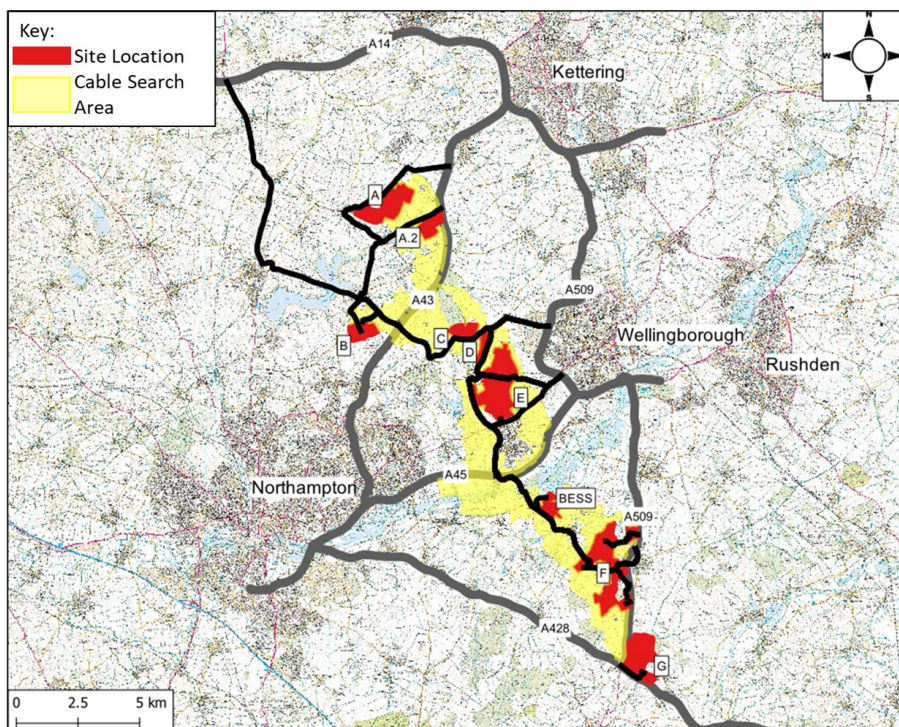 Key:
Site Location
Cable Search
Area
N
W
E
S
A14
Kettering
A
A.2
A43
A509
B
C
D
Wellingborough
Rushden
E
A45
Northampton
BESS
A509
F
A428
G
0
2.5
5 km